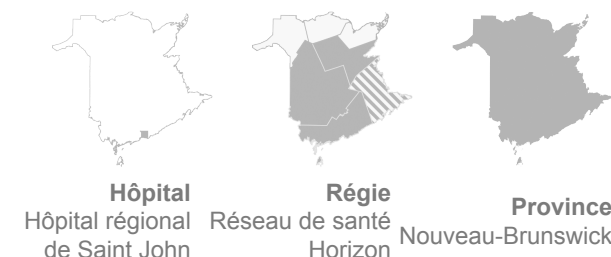 Hôpital
Hôpital régional
de Saint John
Régie
Réseau de santé
Horizon
Province
Nouveau-Brunswick